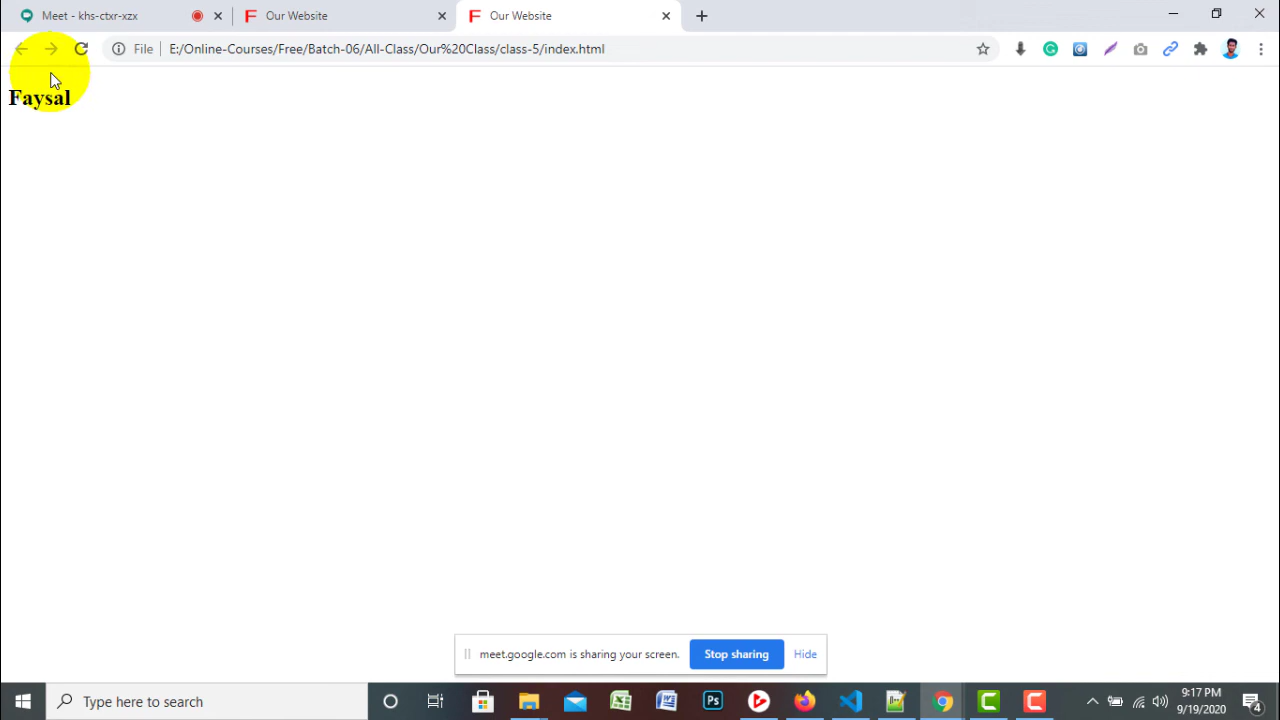 Meet - khs-ctxr-xzx
Our Website
Our Website
File
E:/Online-Courses/Free/Batch-06/All-Class/Our%20Class/class-5/index.html
Faysal
meet.google.com is sharing your screen.
Stop sharing
Hide
Type here to search
Ps
9:17 PM
9/19/2020
4